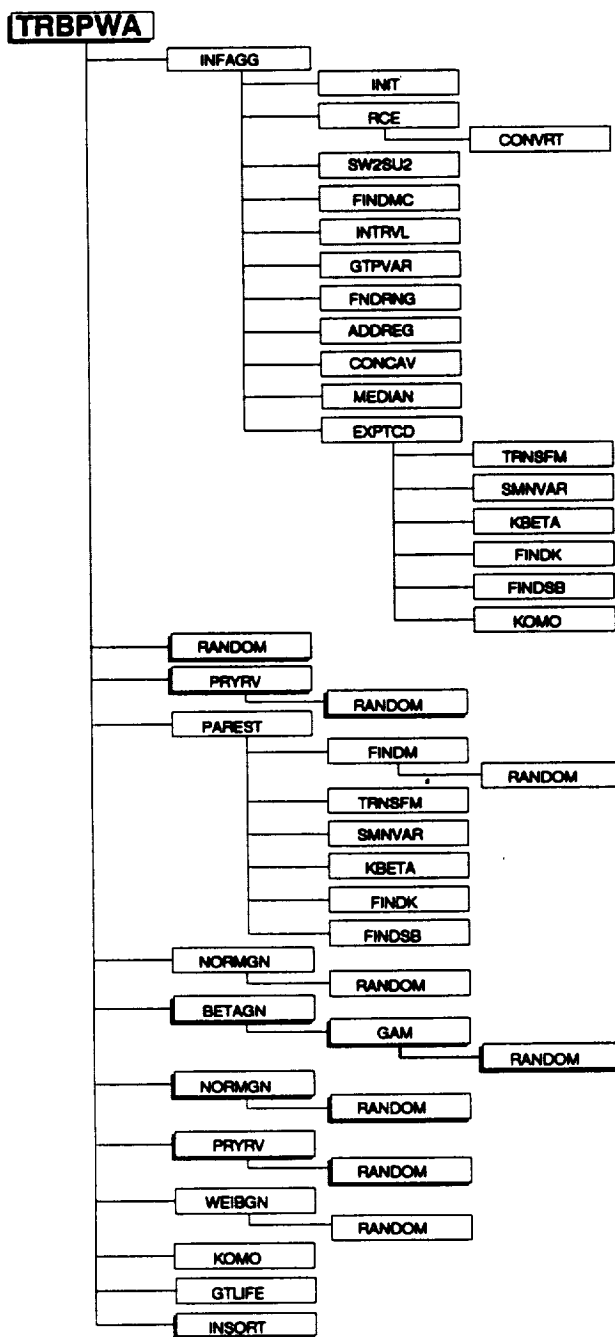 TRBPWA
INFAGG
INIT
RCE
CONVRT
SW2SU2
FINDMC
INTRVL
GTPVAR
FNDRNG
ADDREG
CONCAV
MEDIAN
EXPTCD
TRNSFM
SMNVAR
KBETA
FINDK
FINDSB
KOMO
RANDOM
PRYRV
RANDOM
PAREST
FINDM
RANDOM
TRNSFM
SMNVAR
KBETA
FINDK
FINDSB
NORMGN
RANDOM
BETAGN
GAM
RANDOM
NORMGN
RANDOM
PRYRV
RANDOM
WEIBGN
RANDOM
KOMO
GTLIFE
INSORT